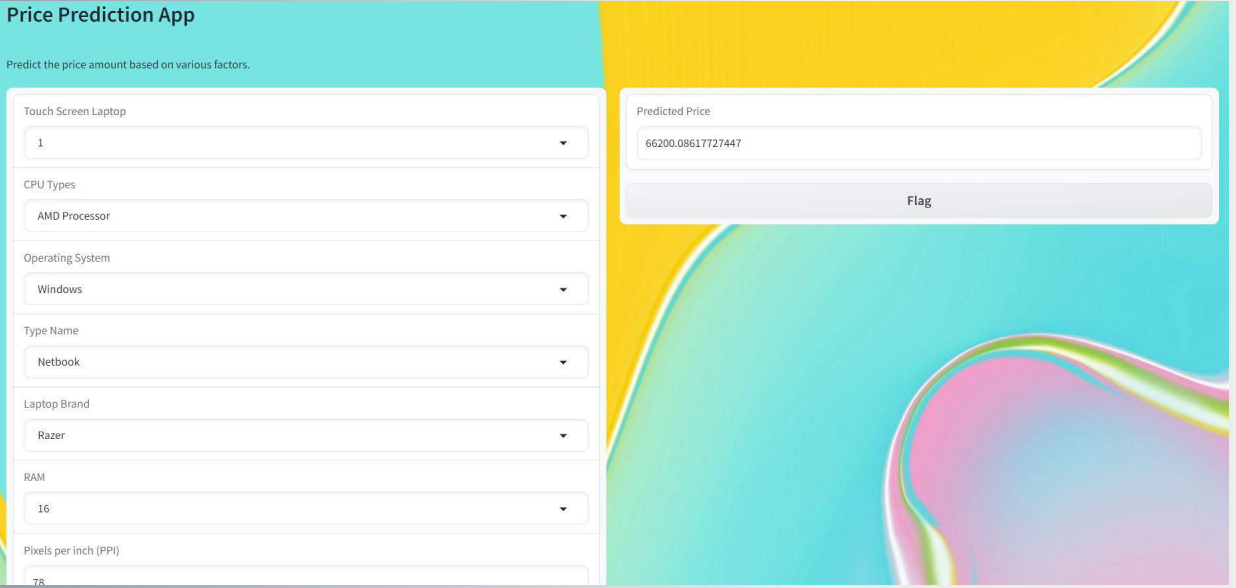 Price Prediction App
Predict the price amount based on various factors.
Touch Screen Laptop
1
CPU Types
AMD Processor
Operating System
Windows
Type Name
Netbook
Laptop Brand
Razer
RAM
16
Pixels per inch (PPI)
78
Predicted Price
66200.08617727447
Flag